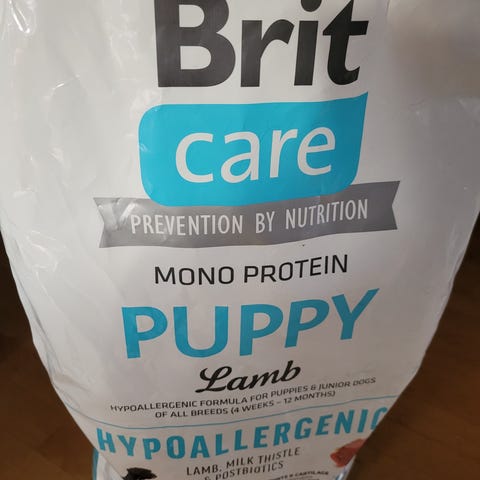 Brit
care
PREVENTION BY NUTRITION
MONO PROTEIN
PUPPY
Lamb
HYPOALLERGENIC FORMULA FOR PUPPIES & JUNIOR DOGS
OF ALL BREEDS (4 WEEKS - 12 MONTHS)
HYPOALLERGENIC
LAMB, MILK THISTLE
& POSTBIOTICS
& CARTILAGE